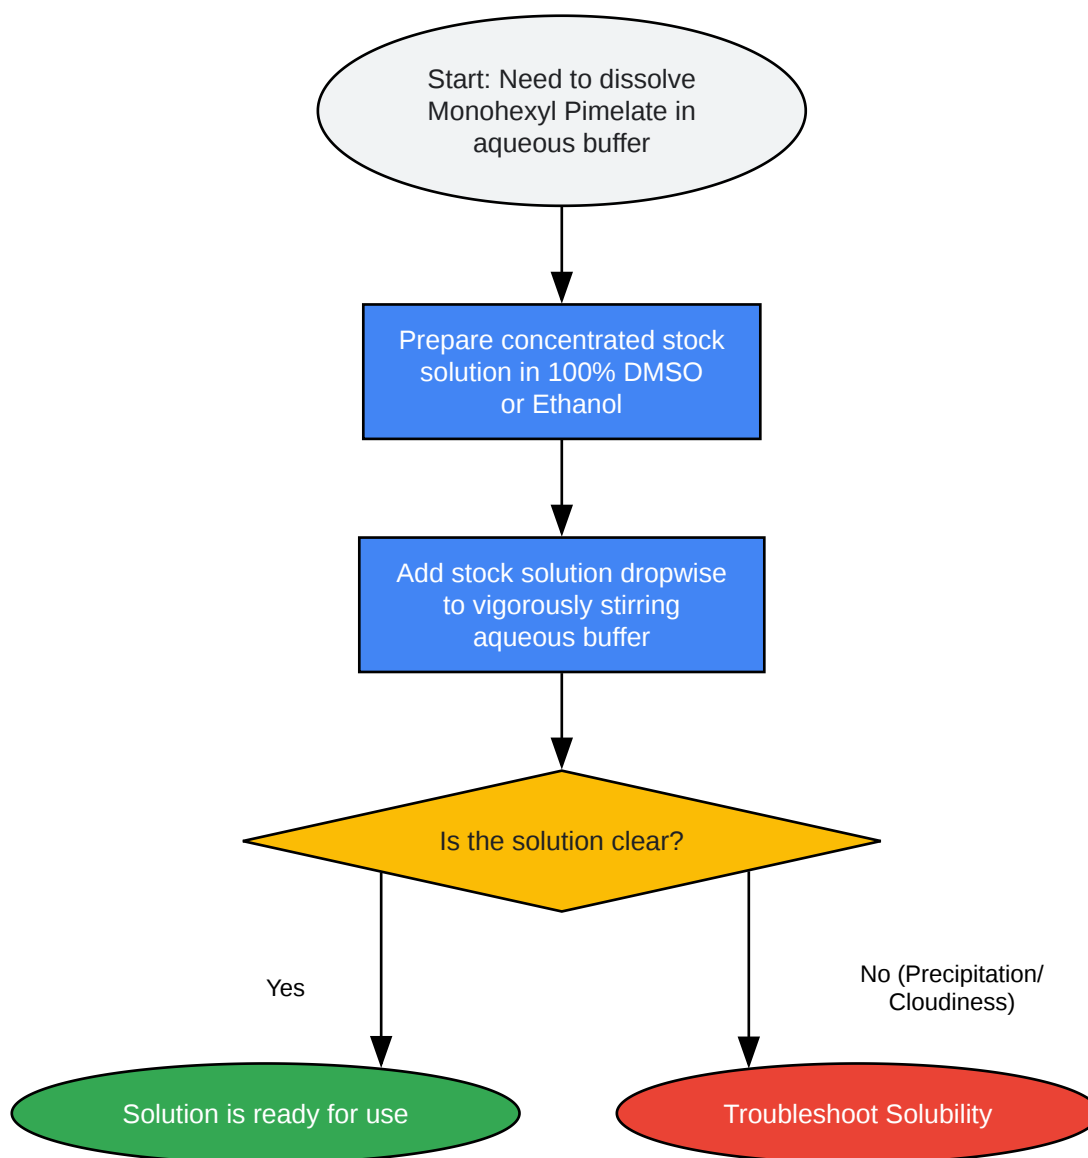 Start: Need to dissolve
Monohexyl Pimelate in
aqueous buffer
Prepare concentrated stock
solution in 100% DMSO
or Ethanol
Add stock solution dropwise
to vigorously stirring
aqueous buffer
Is the solution clear?
Yes
No (Precipitation/
Cloudiness)
Solution is ready for use
Troubleshoot Solubility